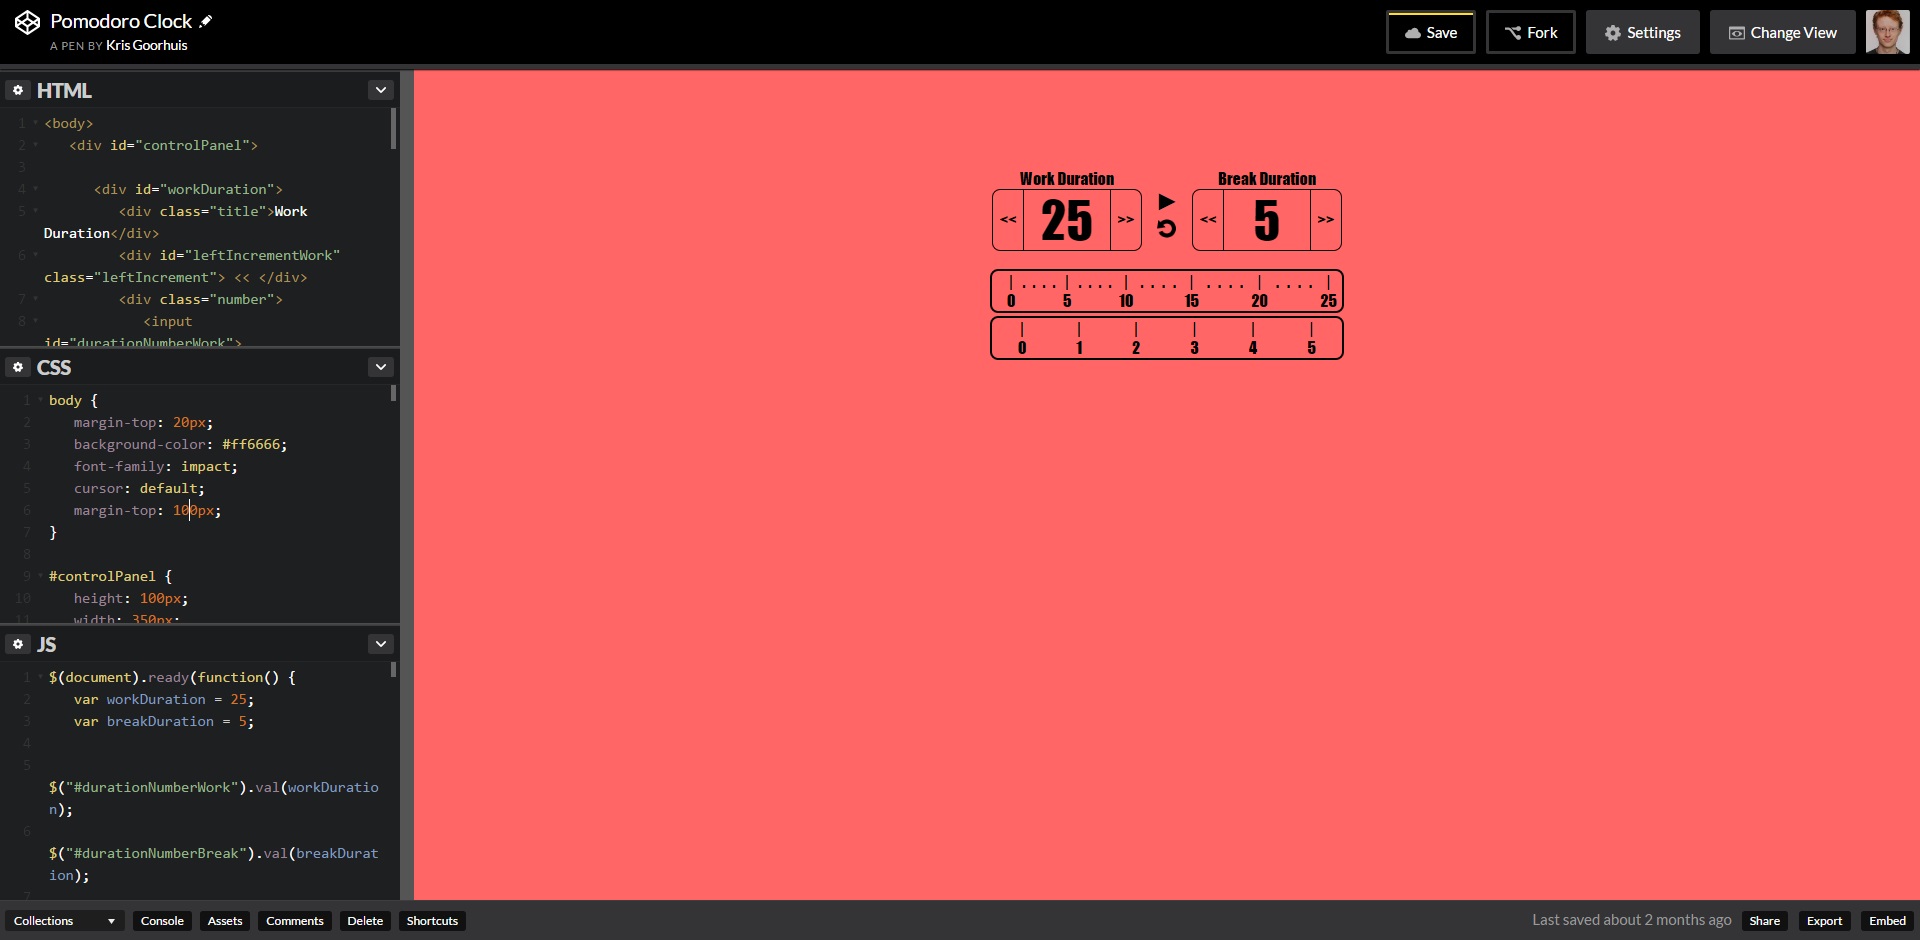 Pomodoro Clock
A PEN BY Kris Goorhuis
Save
Fork
Settings
Change View
HTML
1 <body>
2 <div id="controlPanel">
3
4 <div id="workDuration">
5 <div class="title">Work
Duration</div>
6 <div id="leftIncrementWork"
class="leftIncrement"> << </div>
7 <div class="number">
8 <input
id="durationNumberWork">
CSS
1 body {
2 margin-top: 20px;
3 background-color: #ff6666;
4 font-family: impact;
5 cursor: default;
6 margin-top: 100px;
7 }
8
9 #controlPanel {
10 height: 100px;
11 width: 350px;
JS
1 $(document).ready(function() {
2 var workDuration = 25;
3 var breakDuration = 5;
4
5
$("#durationNumberWork").val(workDuratio
n);
6
$("#durationNumberBreak").val(breakDurat
ion);
7
Work Duration
<< 25 >>
Break Duration
<< 5 >>
0 5 10 15 20 25
0 1 2 3 4 5
Collections
Console
Assets
Comments
Delete
Shortcuts
Last saved about 2 months ago
Share
Export
Embed